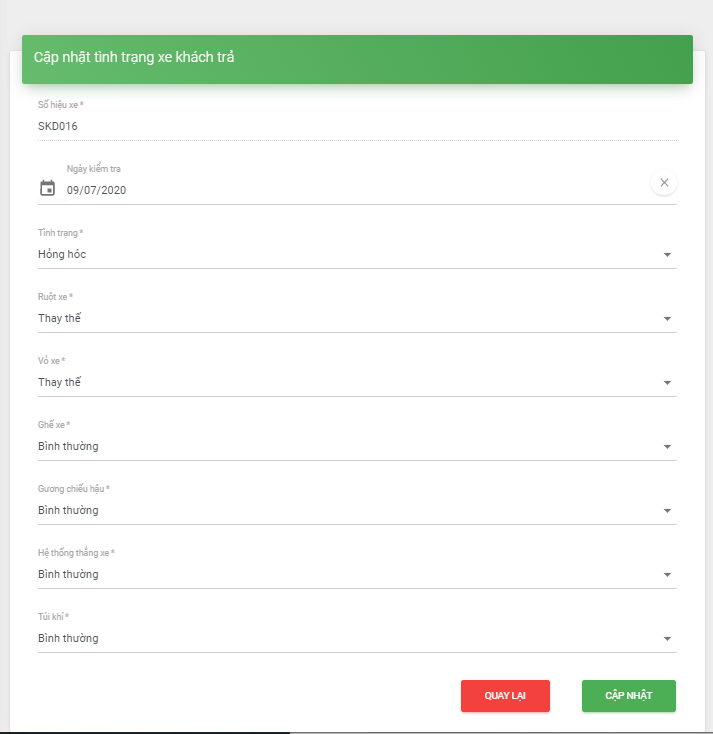 Cập nhật tình trạng xe khách trả
Số hiệu xe *
SKD016
Ngày kiểm tra
09/07/2020
Tình trạng *
Hỏng hóc
Ruột xe *
Thay thế
Vỏ xe *
Thay thế
Ghế xe *
Bình thường
Gương chiếu hậu *
Bình thường
Hệ thống thắng xe *
Bình thường
Túi khí *
Bình thường
QUAY LẠI
CẬP NHẬT